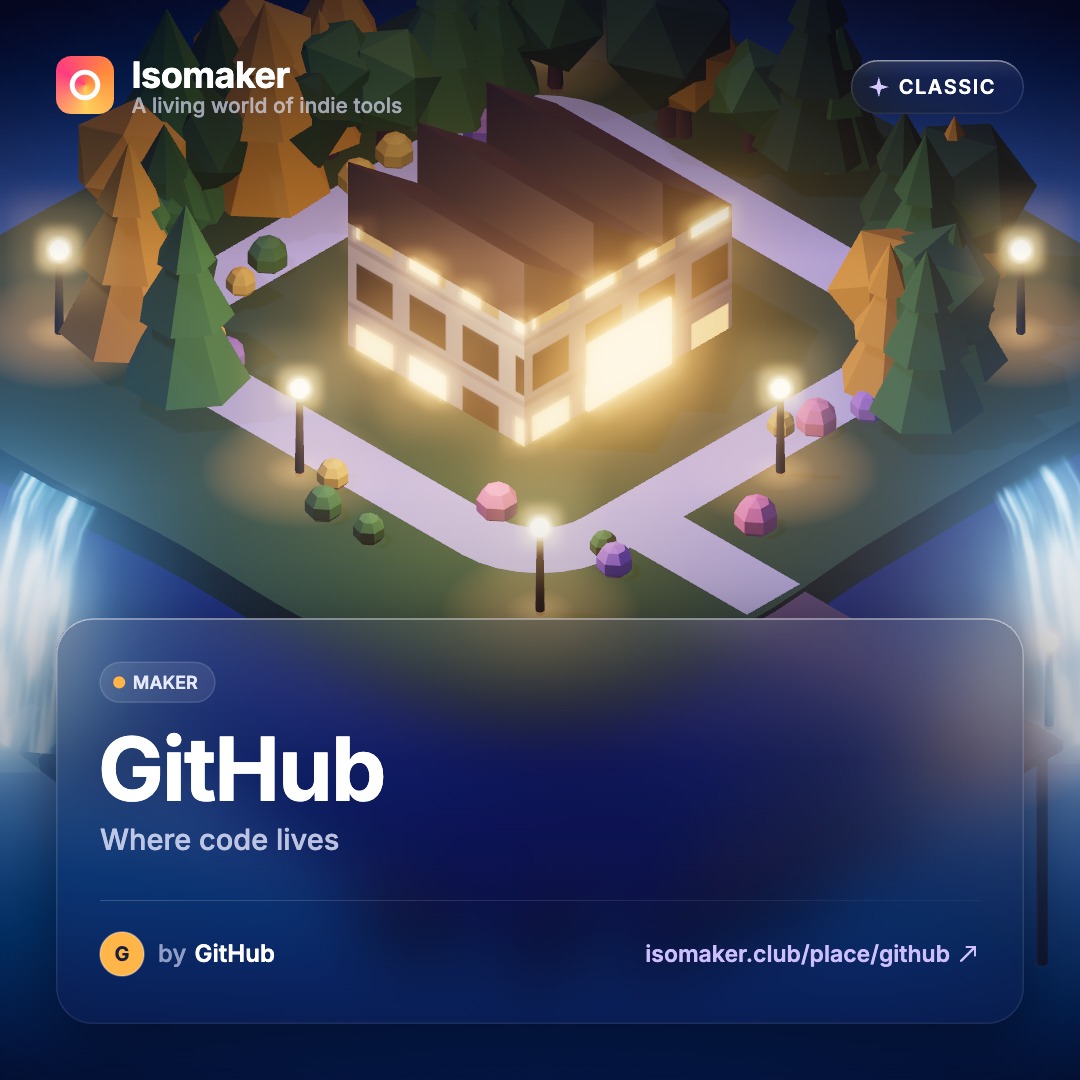 Isomaker
A living world of indie tools
CLASSIC
MAKER
GitHub
Where code lives
G
by GitHub
isomaker.club/place/github ↗